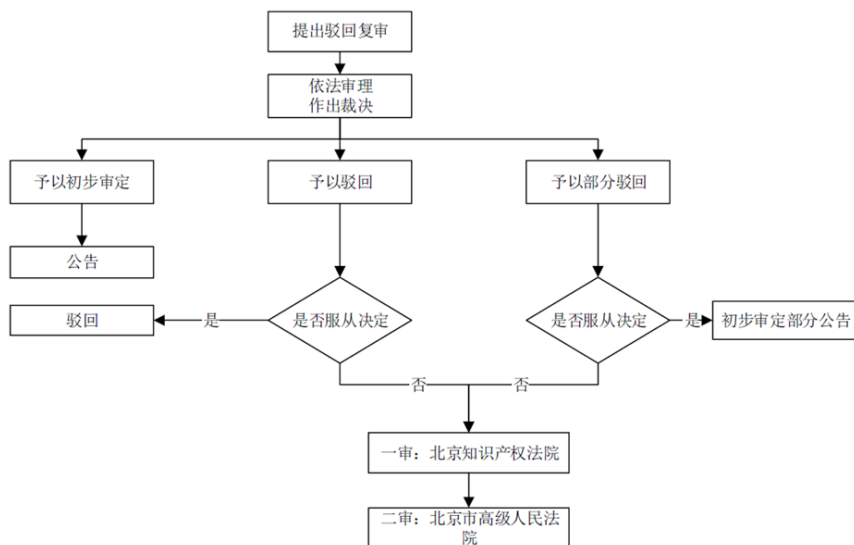 提出驳回复审
依法审理
作出裁决
予以初步审定
予以驳回
予以部分驳回
公告
驳回
是
是否服从决定
是否服从决定
是
初步审定部分公告
否
否
一审：北京知识产权法院
二审：北京市高级人民法
院